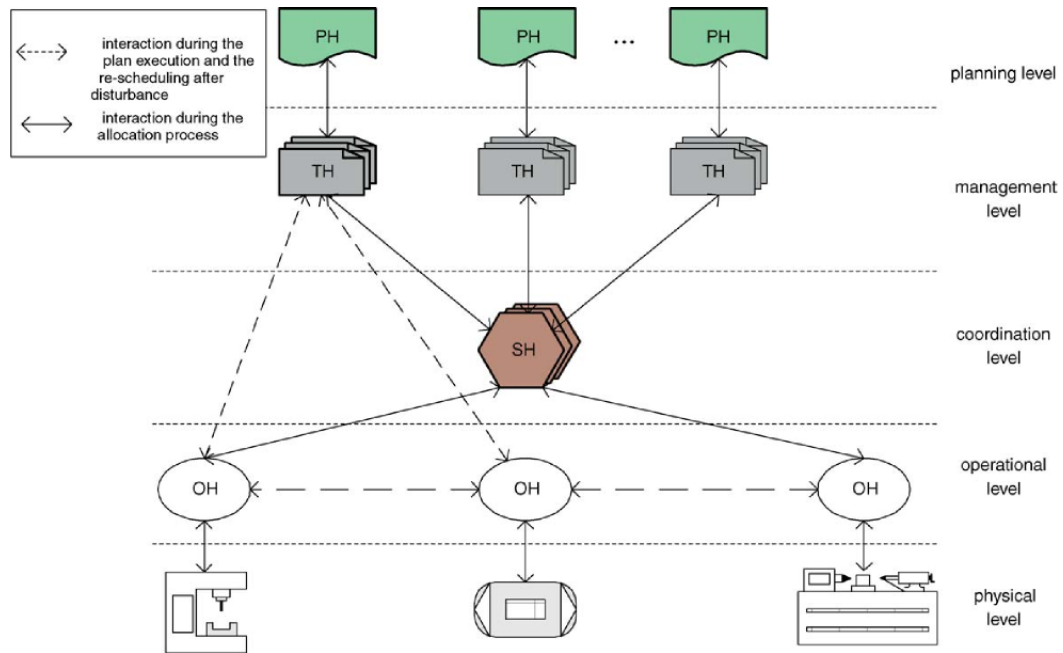 interaction during the
plan execution and the
re-scheduling after
disturbance
interaction during the
allocation process
PH
PH
...
PH
planning level
TH
TH
TH
management
level
SH
coordination
level
OH
OH
OH
operational
level
physical
level